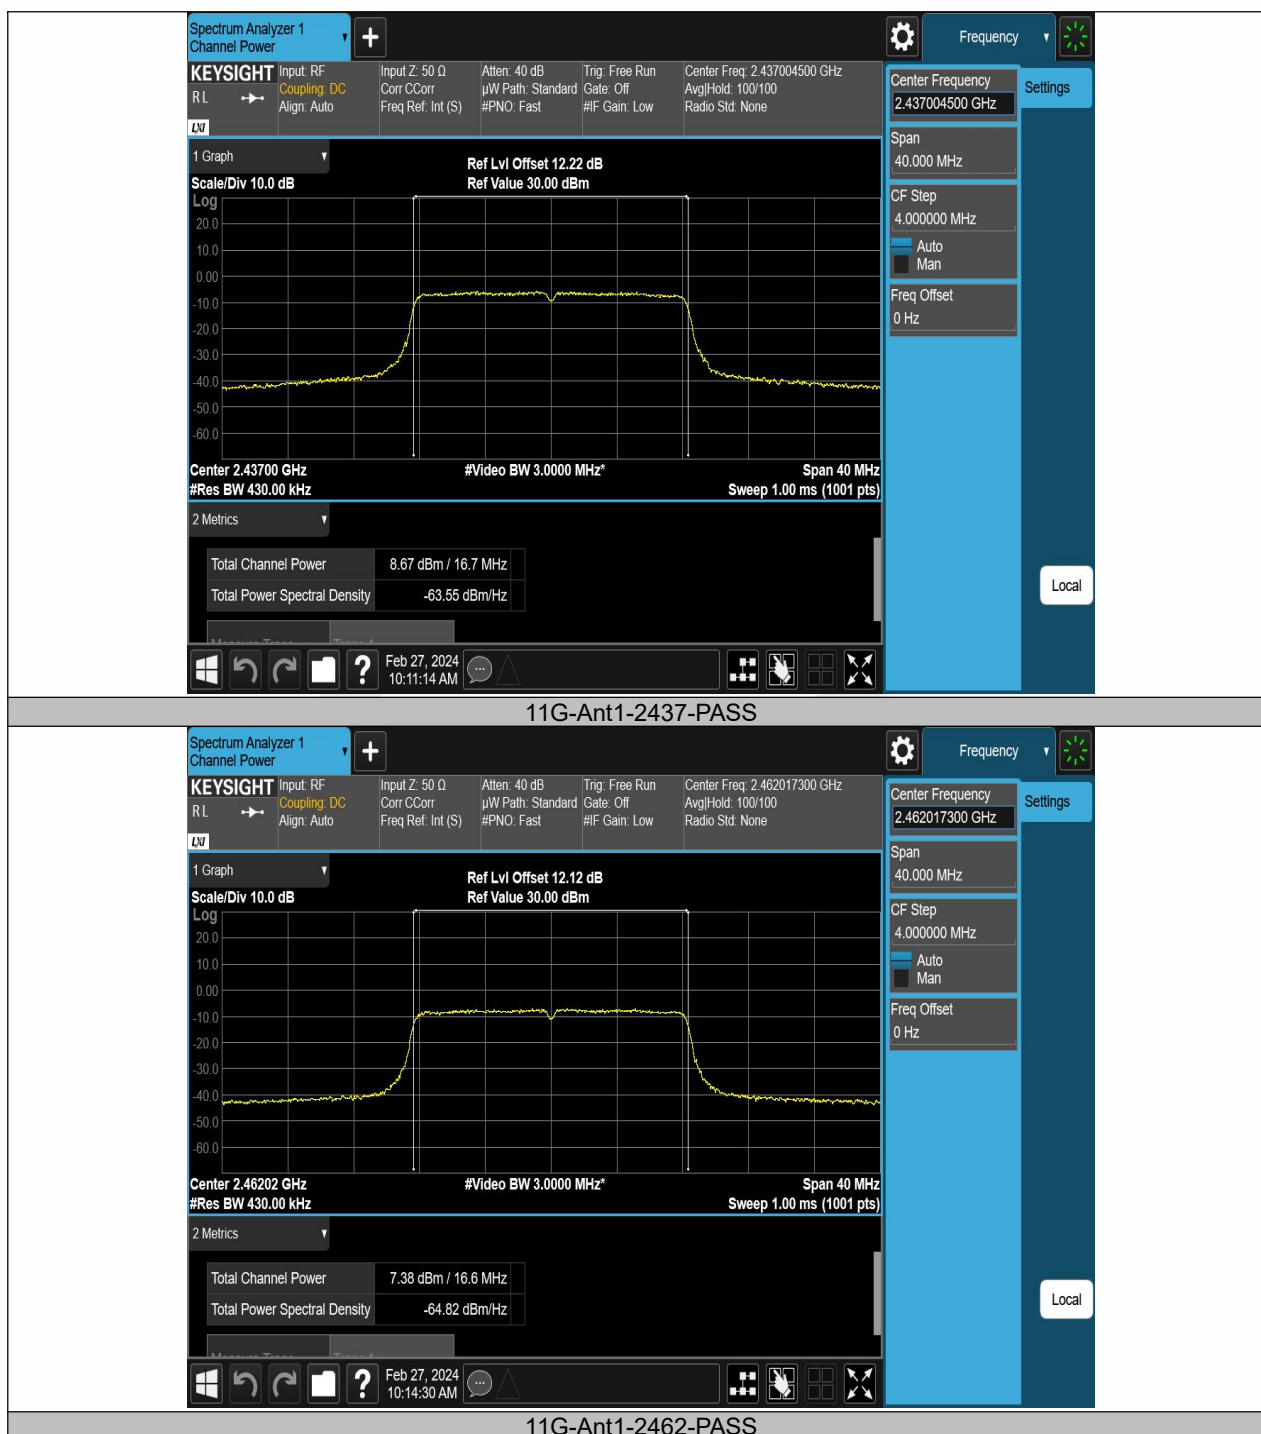 Spectrum Analyzer 1
Channel Power
Frequency
KEYSIGHT
R L
LXI
Input: RF
Coupling: DC
Align: Auto
Input Z: 50 Ω
Corr CCorr
Freq Ref: Int (S)
Atten: 40 dB
µW Path: Standard
#PNO: Fast
Trig: Free Run
Gate: Off
#IF Gain: Low
Center Freq: 2.437004500 GHz
Avg|Hold: 100/100
Radio Std: None
Center Frequency
2.437004500 GHz
Settings
Span
40.000 MHz
CF Step
4.000000 MHz
Auto
Man
Freq Offset
0 Hz
Local
1 Graph
Scale/Div 10.0 dB
Ref Lvl Offset 12.22 dB
Ref Value 30.00 dBm
Log
20.0
10.0
0.00
-10.0
-20.0
-30.0
-40.0
-50.0
-60.0
Center 2.43700 GHz
#Video BW 3.0000 MHz*
Span 40 MHz
#Res BW 430.00 kHz
Sweep 1.00 ms (1001 pts)
2 Metrics
Total Channel Power 8.67 dBm / 16.7 MHz
Total Power Spectral Density -63.55 dBm/Hz
Feb 27, 2024
10:11:14 AM
11G-Ant1-2437-PASS
Spectrum Analyzer 1
Channel Power
Frequency
KEYSIGHT
R L
LXI
Input: RF
Coupling: DC
Align: Auto
Input Z: 50 Ω
Corr CCorr
Freq Ref: Int (S)
Atten: 40 dB
µW Path: Standard
#PNO: Fast
Trig: Free Run
Gate: Off
#IF Gain: Low
Center Freq: 2.462017300 GHz
Avg|Hold: 100/100
Radio Std: None
Center Frequency
2.462017300 GHz
Settings
Span
40.000 MHz
CF Step
4.000000 MHz
Auto
Man
Freq Offset
0 Hz
Local
1 Graph
Scale/Div 10.0 dB
Ref Lvl Offset 12.12 dB
Ref Value 30.00 dBm
Log
20.0
10.0
0.00
-10.0
-20.0
-30.0
-40.0
-50.0
-60.0
Center 2.46202 GHz
#Video BW 3.0000 MHz*
Span 40 MHz
#Res BW 430.00 kHz
Sweep 1.00 ms (1001 pts)
2 Metrics
Total Channel Power 7.38 dBm / 16.6 MHz
Total Power Spectral Density -64.82 dBm/Hz
Feb 27, 2024
10:14:30 AM
11G-Ant1-2462-PASS